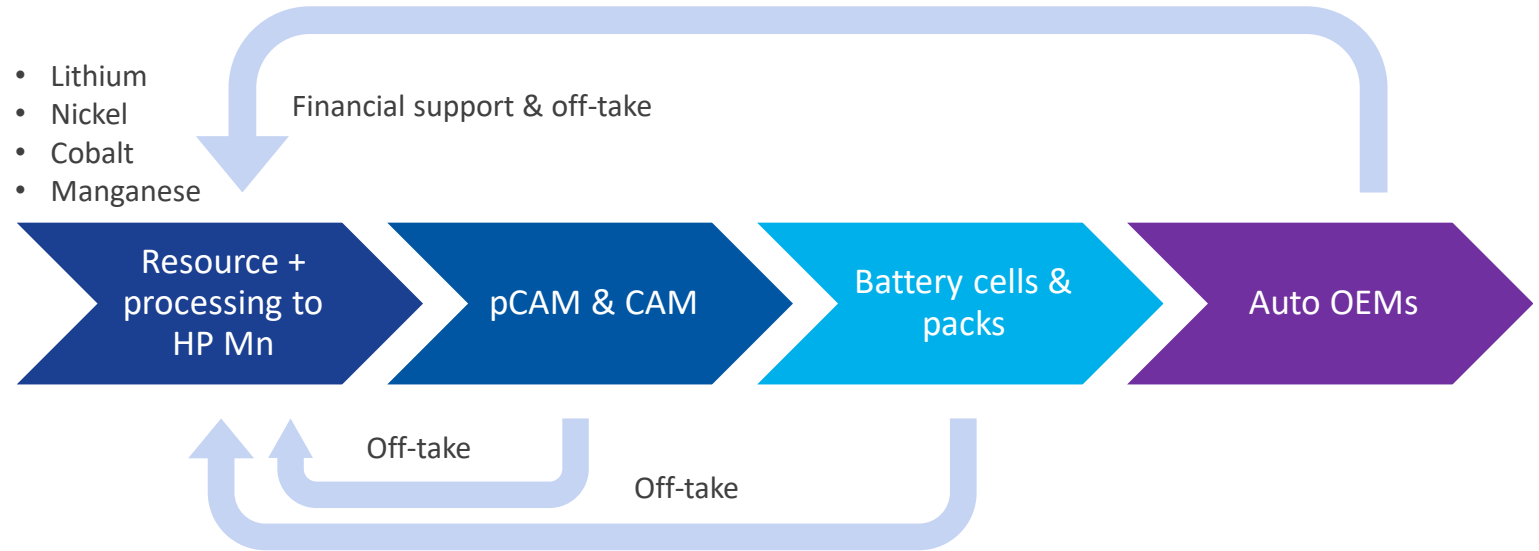 • Lithium
• Nickel
• Cobalt
• Manganese
Financial support & off-take
Resource +
processing to
HP Mn
pCAM & CAM
Battery cells &
packs
Auto OEMs
Off-take
Off-take